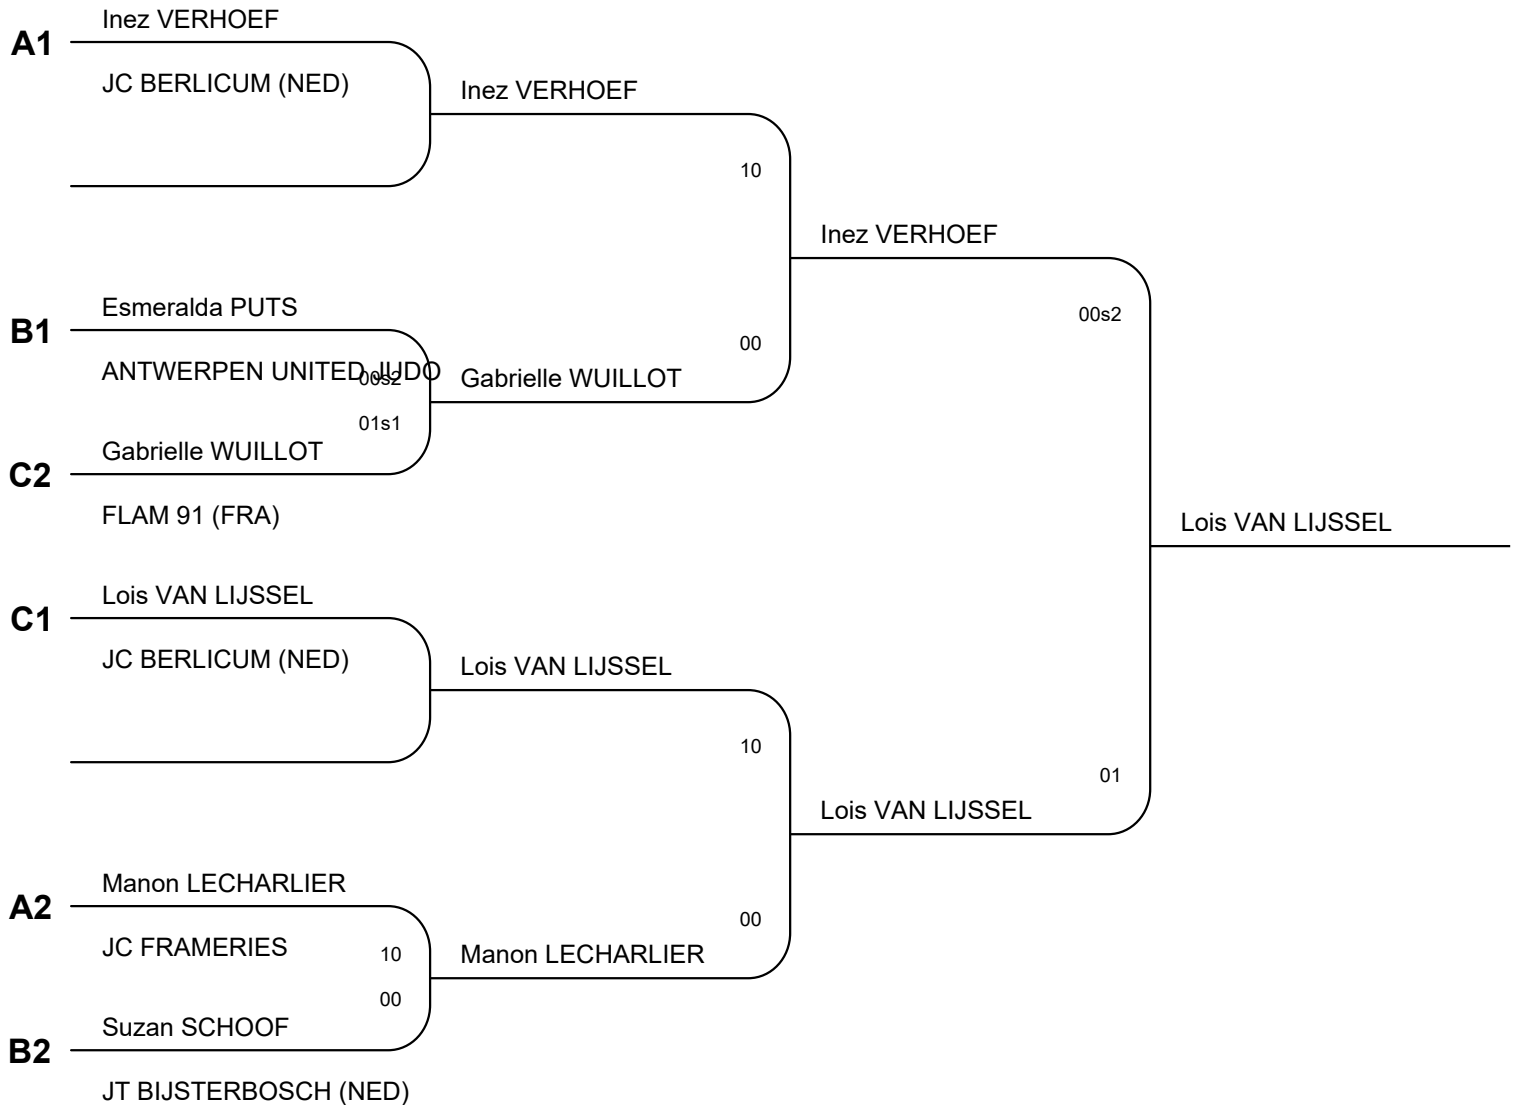 Inez VERHOEF
A1
JC BERLICUM (NED)
Inez VERHOEF
10
Inez VERHOEF
Esmeralda PUTS
00s2
B1
00
ANTWERPEN UNITED JUDO
00s2
Gabrielle WUILLOT
01s1
Gabrielle WUILLOT
C2
FLAM 91 (FRA)
Lois VAN LIJSSEL
Lois VAN LIJSSEL
C1
JC BERLICUM (NED)
Lois VAN LIJSSEL
10
01
Lois VAN LIJSSEL
Manon LECHARLIER
A2
00
JC FRAMERIES
10
Manon LECHARLIER
00
Suzan SCHOOF
B2
JT BIJSTERBOSCH (NED)